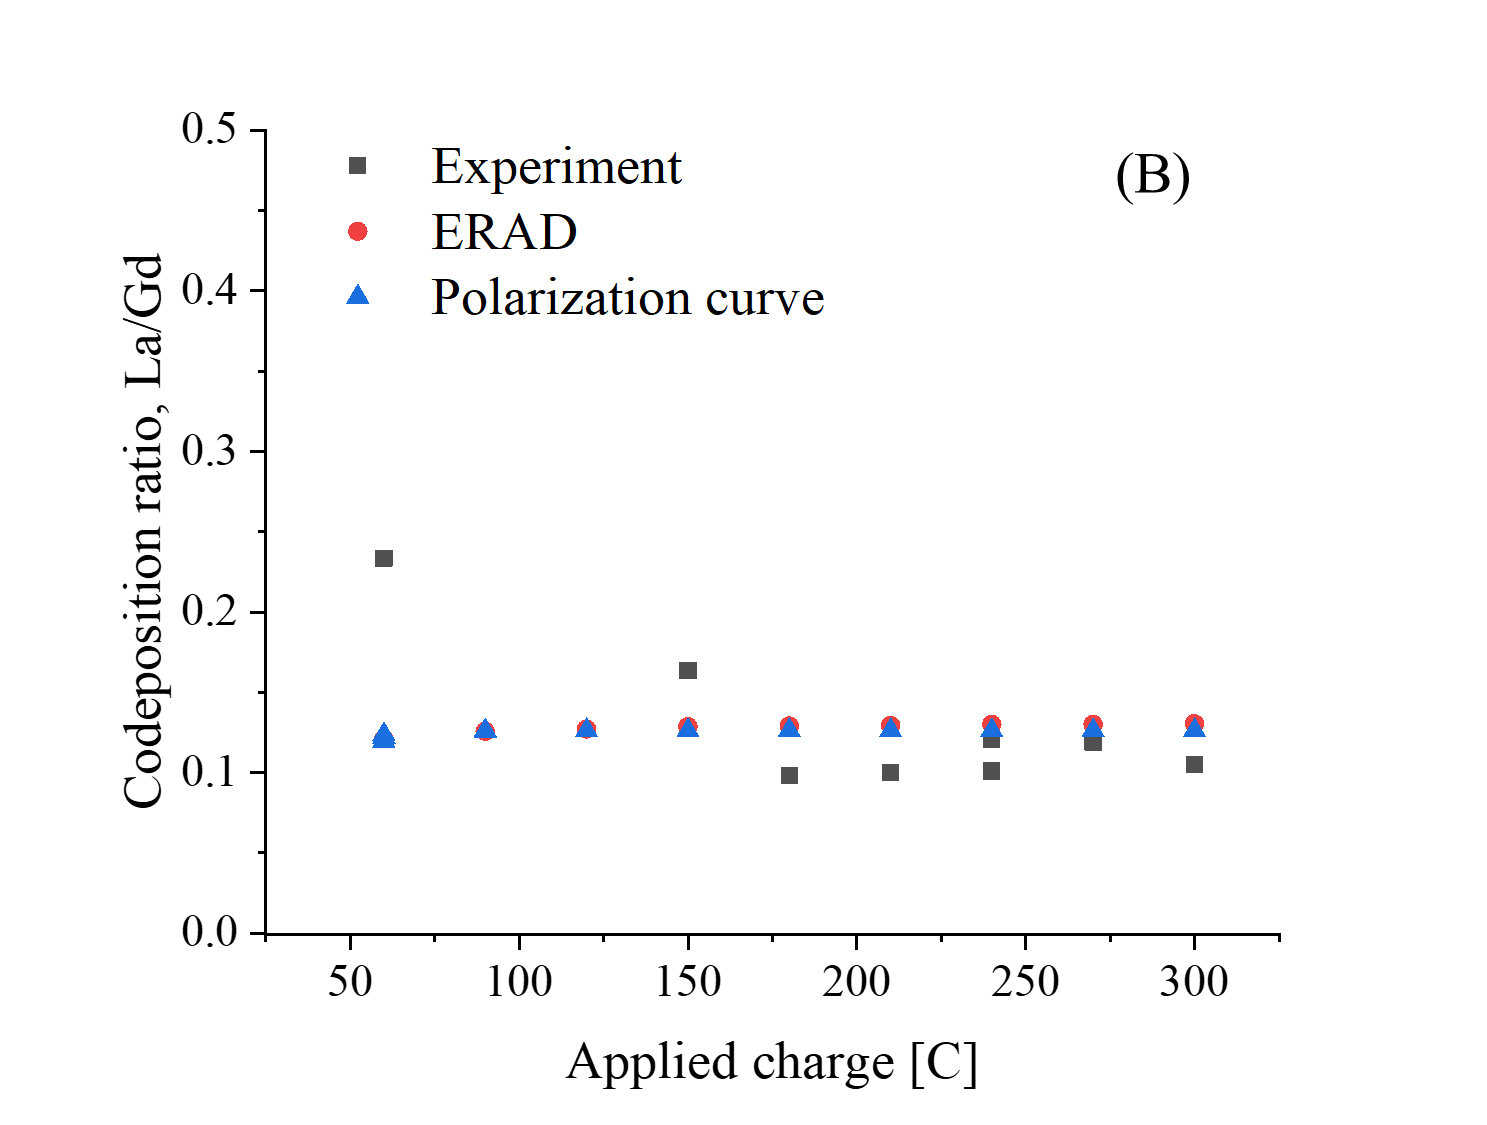 0.5
0.4
0.3
0.2
0.1
0.0
Codeposition ratio, La/Gd
Experiment
ERAD
Polarization curve
(B)
50 100 150 200 250 300
Applied charge [C]